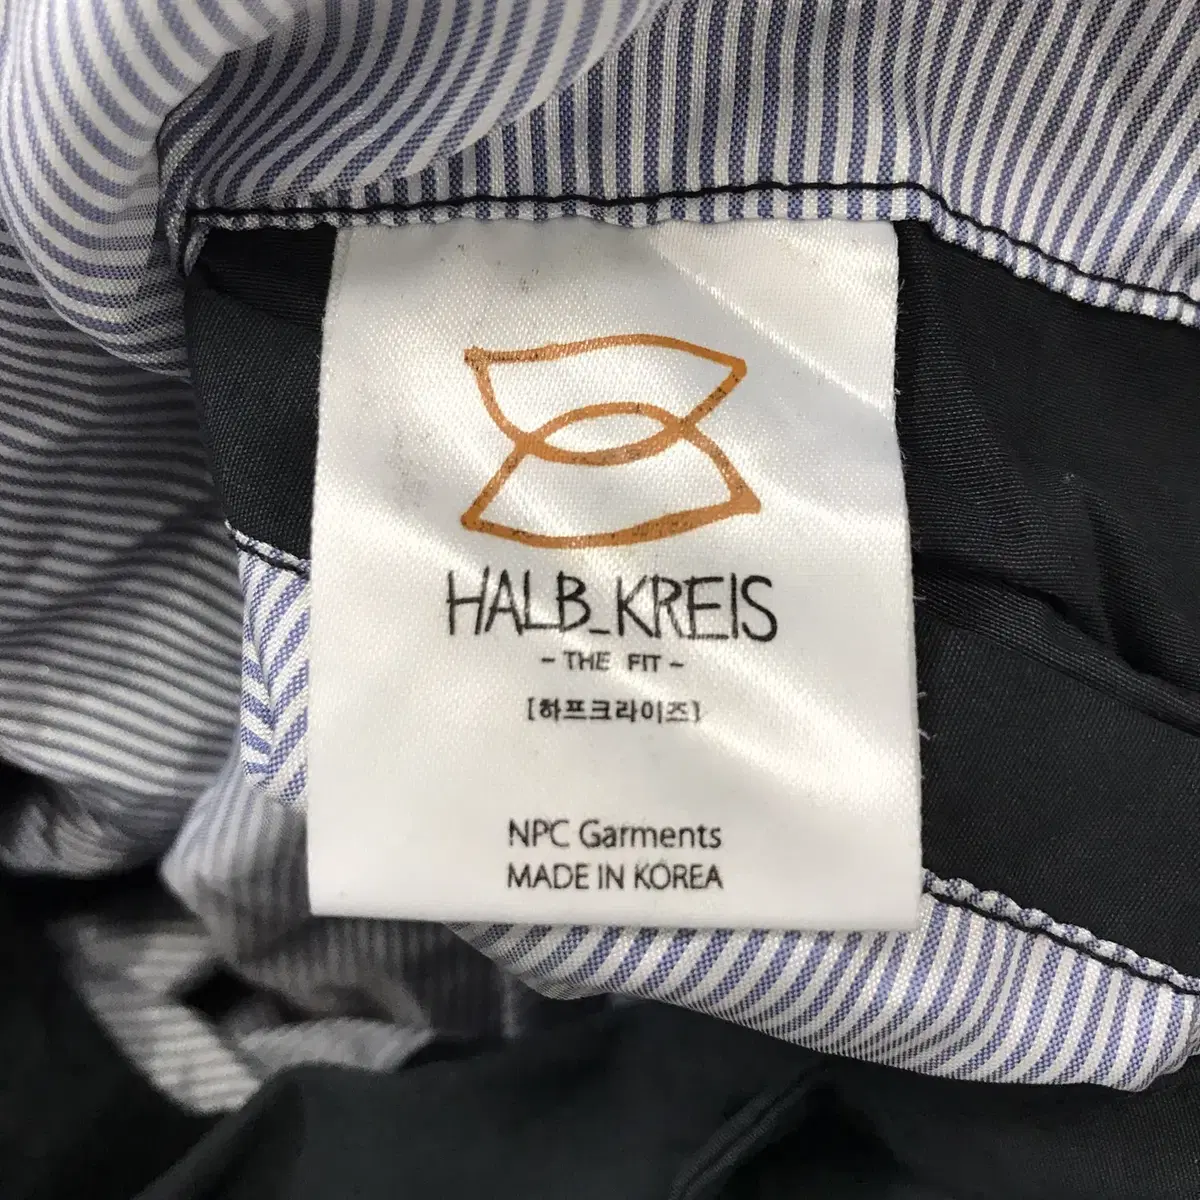 HALB_KREIS
- THE FIT -
[하프크라이즈]
NPC Garments
MADE IN KOREA